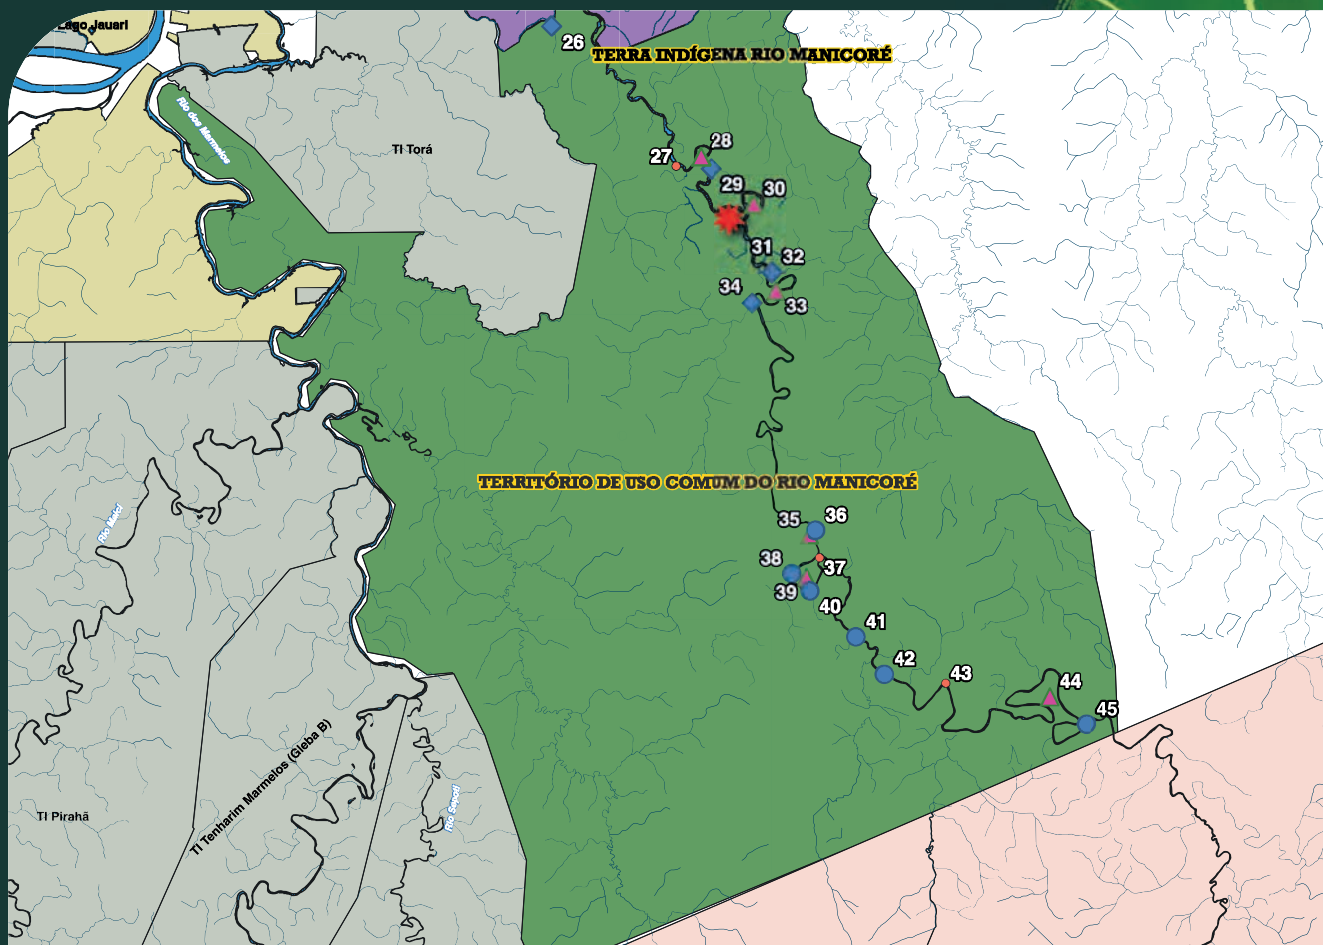 Lago Jauari
26
TERRA INDÍGENA RIO MANICORÉ
Rio dos Marmelos
TI Torá
27
28
29
30
31
32
34
33
TERRITÓRIO DE USO COMUM DO RIO MANICORÉ
Rio Maici
35
36
38
37
39
40
41
42
43
44
45
TI Tenharim Marmelos (Gleba B)
Rio Sepoti
TI Pirahã